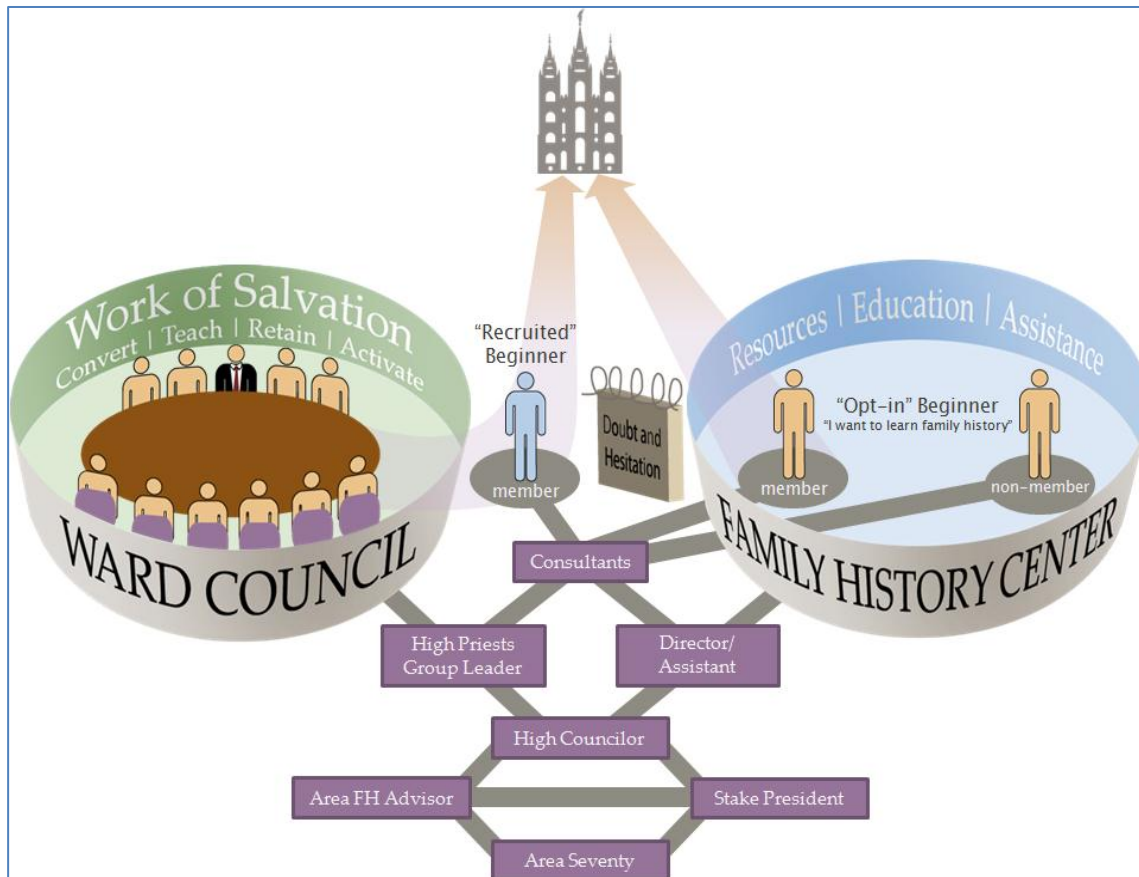 Work of Salvation
Convert | Teach | Retain | Activate
WARD COUNCIL
"Recruited"
Beginner
member
Doubt and
Hesitation
Resources | Education | Assistance
"Opt-in" Beginner
"I want to learn family history"
member
non-member
FAMILY HISTORY CENTER
Consultants
High Priests
Group Leader
Director/
Assistant
High Councilor
Area FH Advisor
Stake President
Area Seventy